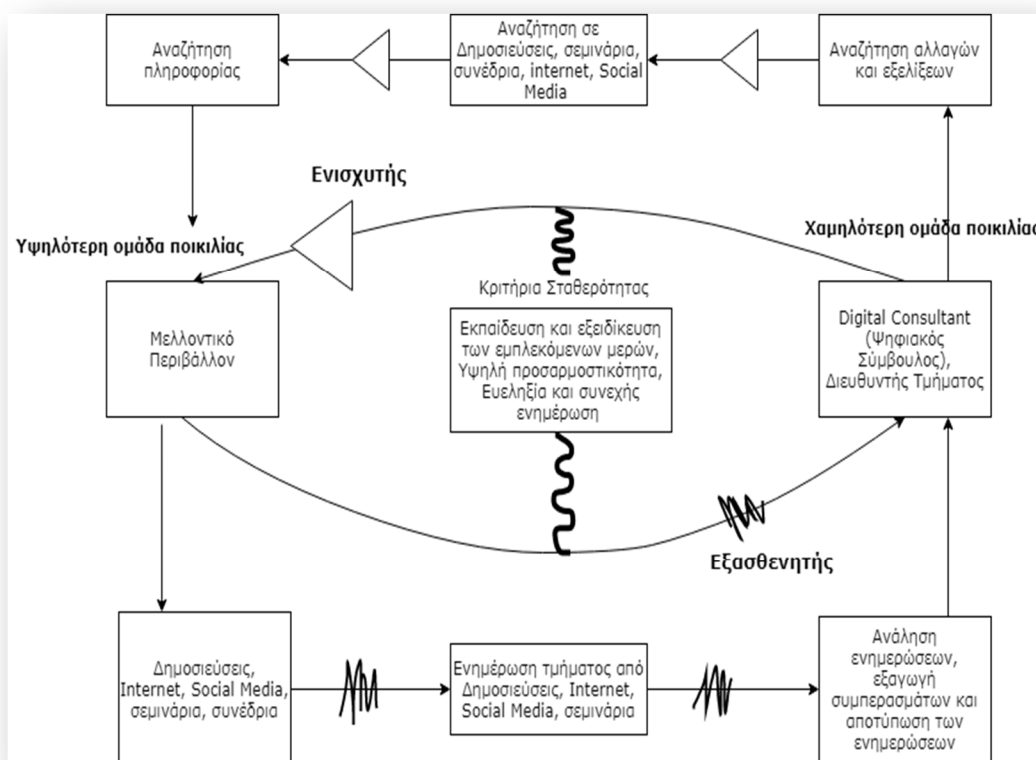 Αναζήτηση
πληροφορίας
Αναζήτηση σε
Δημοσιεύσεις, σεμινάρια,
συνέδρια, internet, Social
Media
Αναζήτηση αλλαγών
και εξελίξεων
Ενισχυτής
Υψηλότερη ομάδα ποικιλίας
Χαμηλότερη ομάδα ποικιλίας
Μελλοντικό
Περιβάλλον
Κριτήρια Σταθερότητας
Εκπαίδευση και εξειδίκευση
των εμπλεκόμενων μερών,
Υψηλή προσαρμοστικότητα,
Ευελιξία και συνεχής
ενημέρωση
Digital Consultant
(Ψηφιακός
Σύμβουλος),
Διευθυντής Τμήματος
Εξασθενητής
Δημοσιεύσεις,
Internet, Social Media,
σεμινάρια, συνέδρια
Ενημέρωση τμήματος από
Δημοσιεύσεις, Internet,
Social Media, σεμινάρια
Ανάληση
ενημερώσεων,
εξαγωγή
συμπερασμάτων και
αποτύπωση των
ενημερώσεων